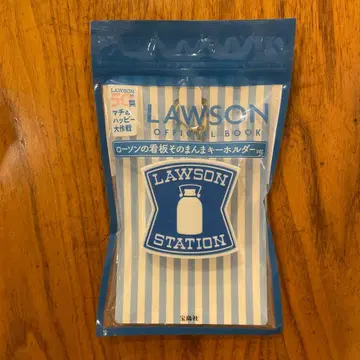 LAWSON
マチの
ハッピー
大作戦
LAWSON
OFFICIAL BOOK
ローソンの看板そのまんまキーホルダー
LAWSON
STATION
宝島社